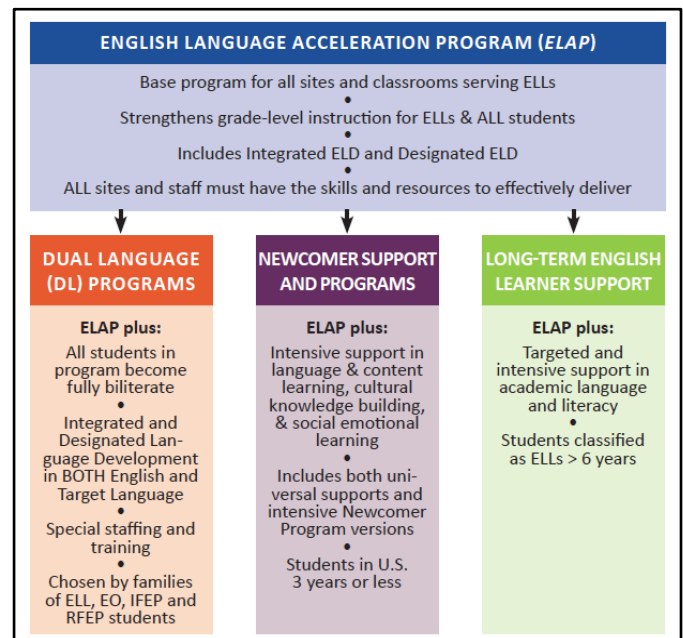 ENGLISH LANGUAGE ACCELERATION PROGRAM (ELAP)
Base program for all sites and classrooms serving ELLs
•
Strengthens grade-level instruction for ELLs & ALL students
•
Includes Integrated ELD and Designated ELD
•
ALL sites and staff must have the skills and resources to effectively deliver
DUAL LANGUAGE
(DL) PROGRAMS
ELAP plus:
All students in
program become
fully biliterate
•
Integrated and
Designated Lan-
guage Development
in BOTH English and
Target Language
•
Special staffing and
training
•
Chosen by families
of ELL, EO, IFEP and
RFEP students
NEWCOMER SUPPORT
AND PROGRAMS
ELAP plus:
Intensive support in
language & content
learning, cultural
knowledge building,
& social emotional
learning
•
Includes both uni-
versal supports and
intensive Newcomer
Program versions
•
Students in U.S.
3 years or less
LONG-TERM ENGLISH
LEARNER SUPPORT
ELAP plus:
Targeted and
intensive support in
academic language
and literacy
•
Students classified
as ELLs > 6 years